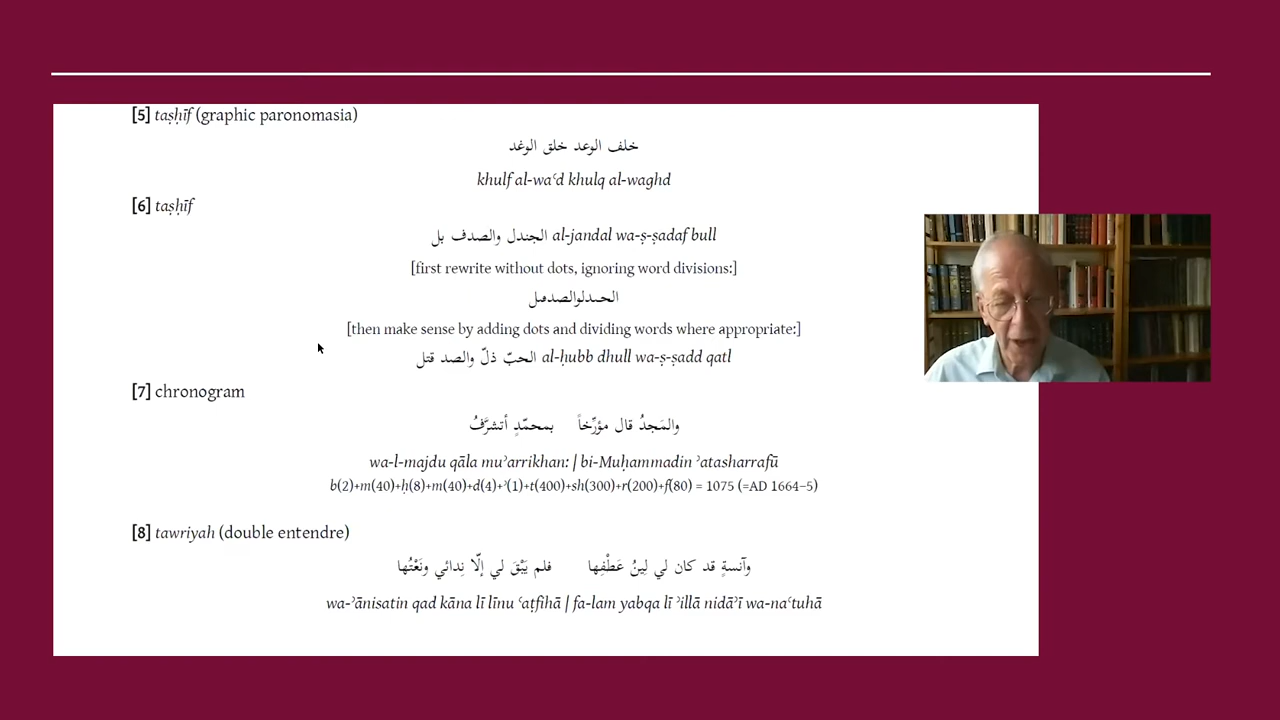 [5] taṣḥīf (graphic paronomasia)
خلف الوعد خلق الوغد
khulf al-waʿd khulq al-waghd
[6] taṣḥīf
الجندل والصدف بل al-jandal wa-ṣ-ṣadaf bull
[first rewrite without dots, ignoring word divisions:]
[then make sense by adding dots and dividing words where appropriate:]
الحبّ ذلّ والصد قتل al-ḥubb dhull wa-ṣ-ṣadd qatl
[7] chronogram
والمَجدُ قال مؤرِّخاً بمحمّدٍ أتشرَّفُ
wa-l-majdu qāla muʾarrikhan: | bi-Muḥammadin ʾatasharrafū
b(2)+m(40)+ḥ(8)+m(40)+d(4)+ʾ(1)+t(400)+sh(300)+r(200)+f(80) = 1075 (=AD 1664–5)
[8] tawriyah (double entendre)
وآنسةٍ قد كان لي لِينُ عَطْفِها فلم يَبْقَ لي إلّا نِدائي ونَعْتُها
wa-ʾānisatin qad kāna lī līnu ʿaṭfihā | fa-lam yabqa lī ʾillā nidāʾī wa-naʿtuhā